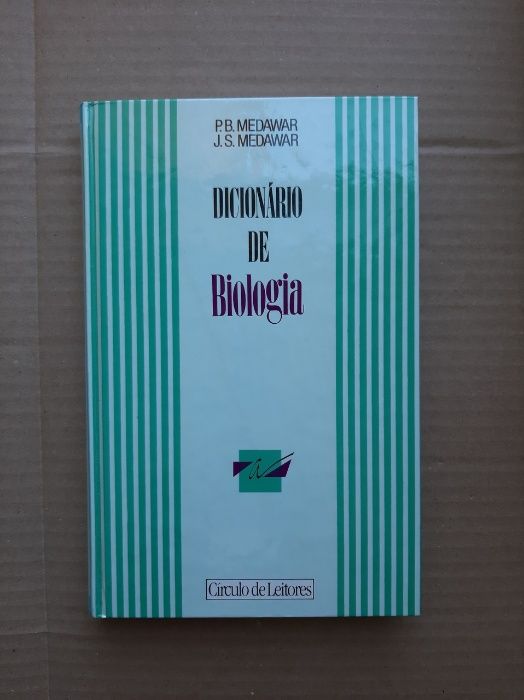 P.B. MEDAWAR
J.S. MEDAWAR
DICIONÁRIO
DE
Biologia
a
Círculo de Leitores